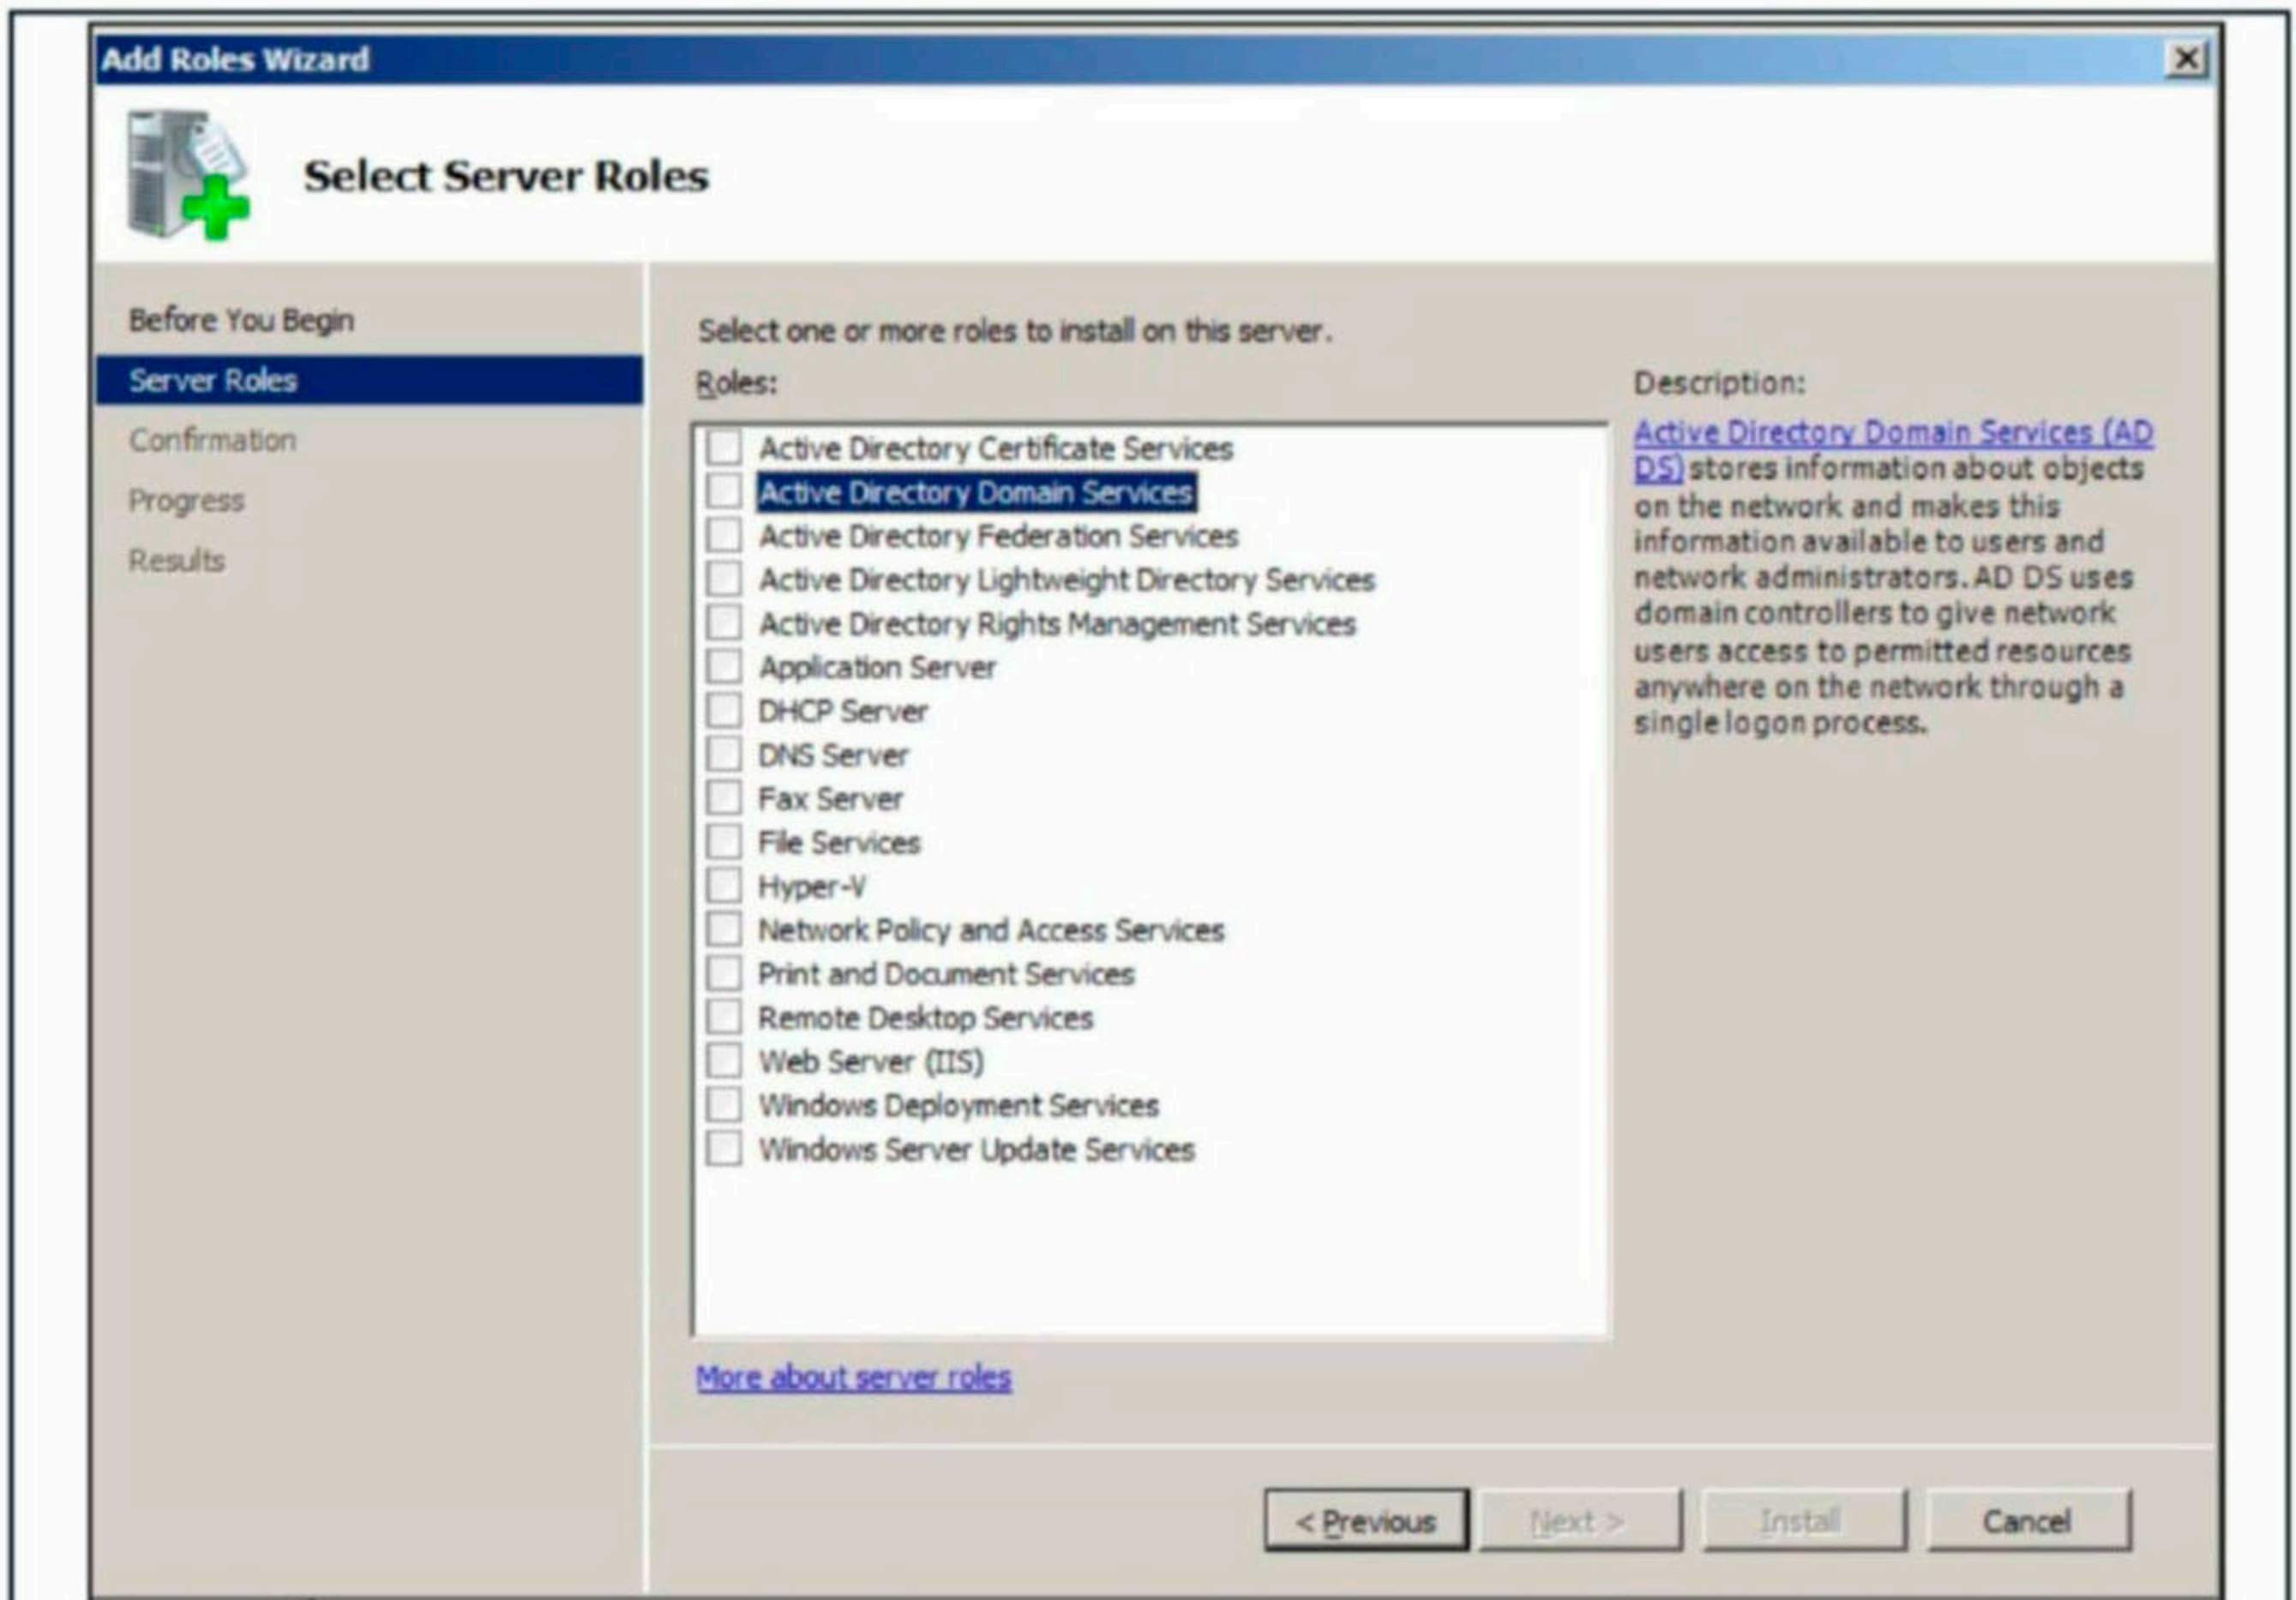 Add Roles Wizard
Select Server Roles
Before You Begin
Server Roles
Confirmation
Progress
Results
Select one or more roles to install on this server.
Roles:
Active Directory Certificate Services
Active Directory Domain Services
Active Directory Federation Services
Active Directory Lightweight Directory Services
Active Directory Rights Management Services
Application Server
DHCP Server
DNS Server
Fax Server
File Services
Hyper-V
Network Policy and Access Services
Print and Document Services
Remote Desktop Services
Web Server (IIS)
Windows Deployment Services
Windows Server Update Services
More about server roles
Description:
Active Directory Domain Services (AD
DS) stores information about objects
on the network and makes this
information available to users and
network administrators. AD DS uses
domain controllers to give network
users access to permitted resources
anywhere on the network through a
single logon process.
< Previous
Next >
Install
Cancel